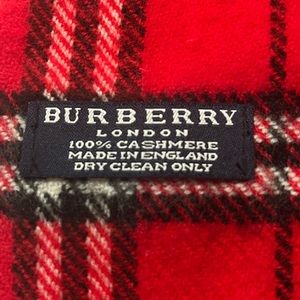 BURBERRY
LONDON
100% CASHMERE
MADE IN ENGLAND
DRY CLEAN ONLY